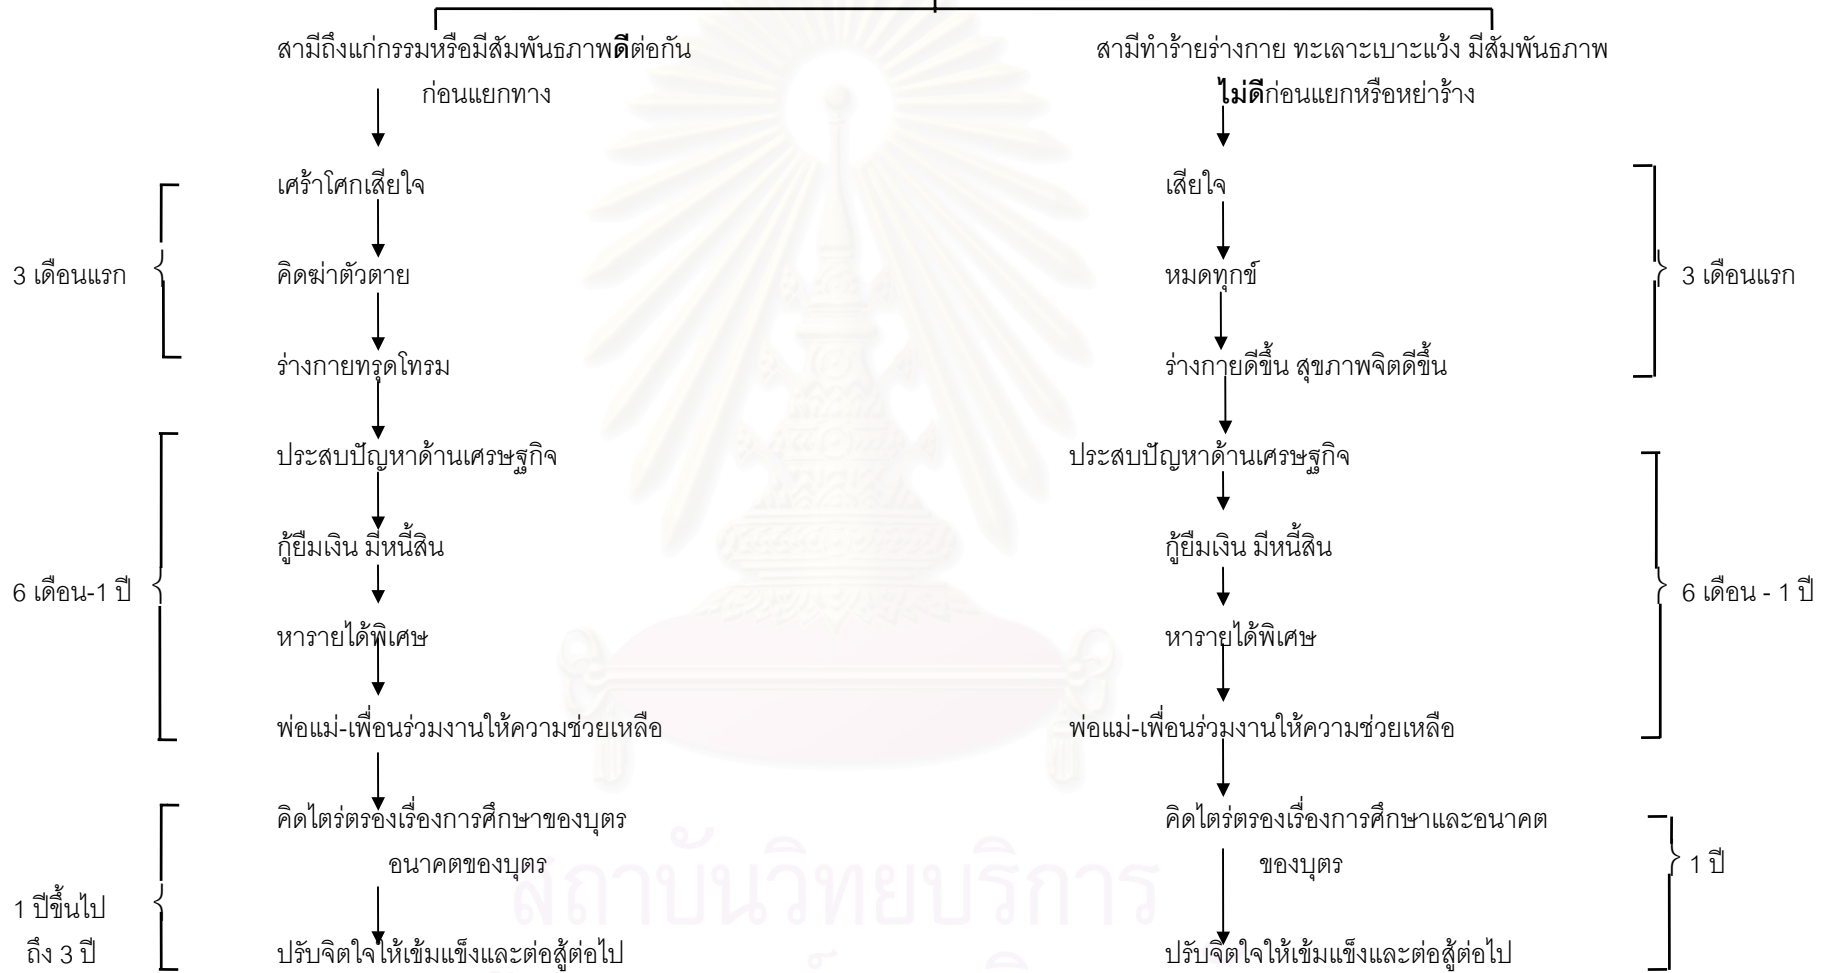 สามีถึงแก่กรรมหรือมีสัมพันธภาพดีต่อกัน
ก่อนแยกทาง
เศร้าโศกเสียใจ
3 เดือนแรก
คิดฆ่าตัวตาย
ร่างกายทรุดโทรม
ประสบปัญหาด้านเศรษฐกิจ
กู้ยืมเงิน มีหนี้สิน
6 เดือน-1 ปี
หารายได้พิเศษ
พ่อแม่-เพื่อนร่วมงานให้ความช่วยเหลือ
คิดไตร่ตรองเรื่องการศึกษาของบุตร
อนาคตของบุตร
1 ปีขึ้นไป
ถึง 3 ปี
ปรับจิตใจให้เข้มแข็งและต่อสู้ต่อไป
สามีทำร้ายร่างกาย ทะเลาะเบาะแว้ง มีสัมพันธภาพ
ไม่ดีก่อนแยกหรือหย่าร้าง
เสียใจ
หมดทุกข์
3 เดือนแรก
ร่างกายดีขึ้น สุขภาพจิตดีขึ้น
ประสบปัญหาด้านเศรษฐกิจ
กู้ยืมเงิน มีหนี้สิน
6 เดือน - 1 ปี
หารายได้พิเศษ
พ่อแม่-เพื่อนร่วมงานให้ความช่วยเหลือ
คิดไตร่ตรองเรื่องการศึกษาและอนาคต
ของบุตร
1 ปี
ปรับจิตใจให้เข้มแข็งและต่อสู้ต่อไป
สถาบันวิทยบริการ